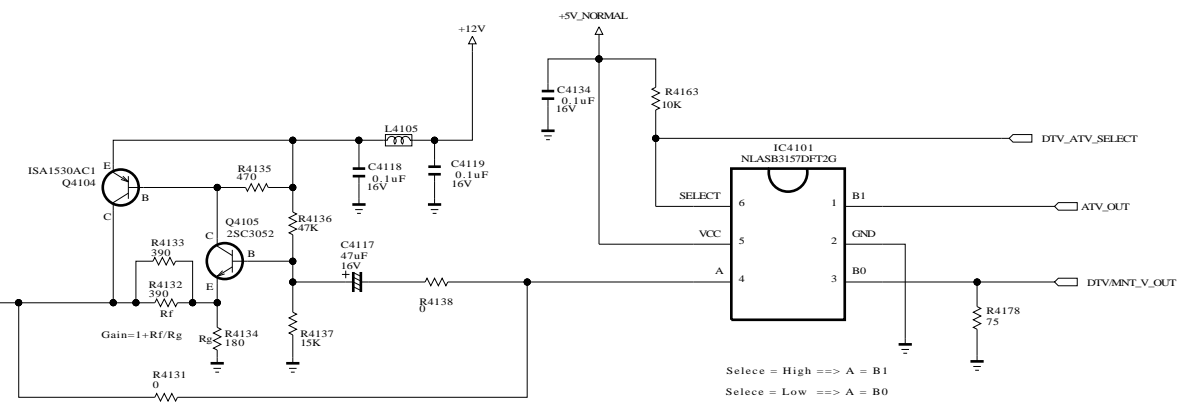 +5V_NORMAL
+12V
C4134
0.1uF
16V
R4163
10K
DTV_ATV_SELECT
L4105
IC4101
NLASB3157DFT2G
C4118
0.1uF
16V
C4119
0.1uF
16V
E
ISA1530AC1
Q4104
B
C
R4135
470
R4136
47K
SELECT
6
1
B1
ATV_OUT
Q4105
2SC3052
C
B
E
C4117
47uF
16V
+
VCC
5
2
GND
R4133
390
R4132
390
Rf
A
4
3
B0
DTV/MNT_V_OUT
R4138
0
R4178
75
Gain=1+Rf/Rg
Rg
R4134
180
R4137
15K
R4131
0
Selece = High ==> A = B1
Selece = Low ==> A = B0